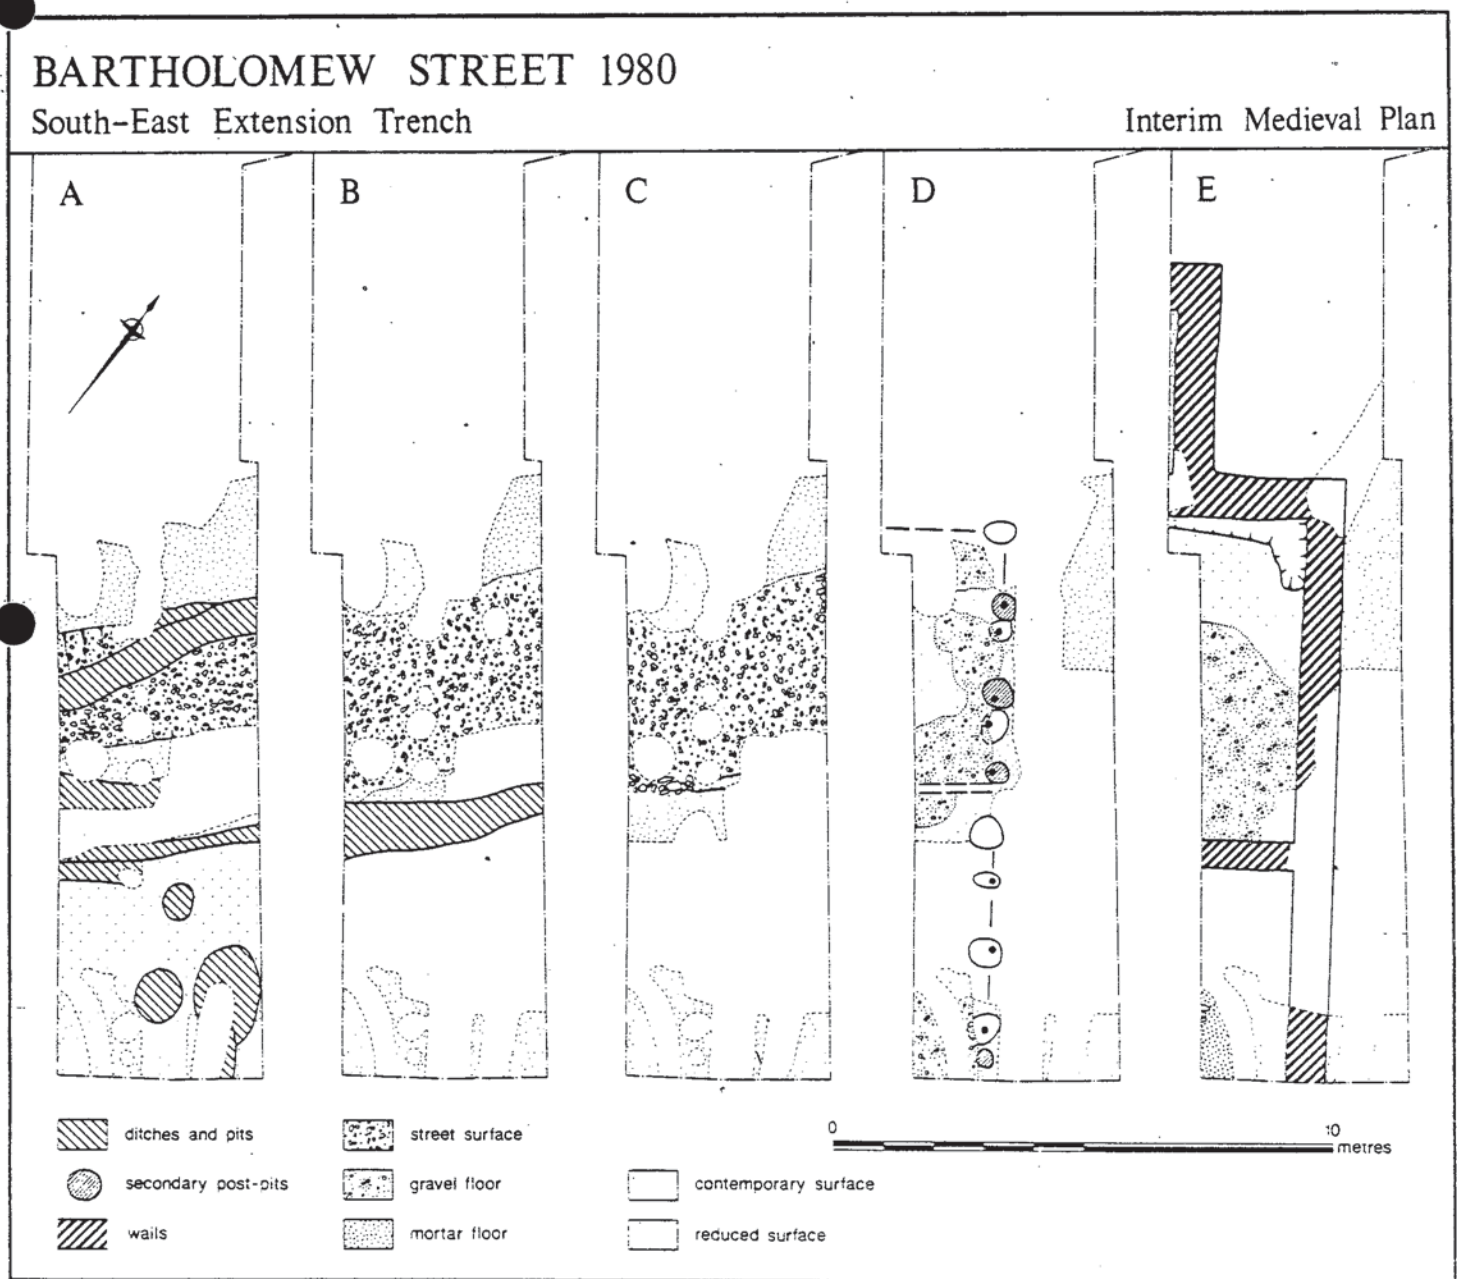 BARTHOLOMEW STREET 1980
South-East Extension Trench
Interim Medieval Plan
A
B
C
D
E
ditches and pits
secondary post-pits
walls
street surface
gravel floor
mortar floor
contemporary surface
reduced surface
0
10
metres